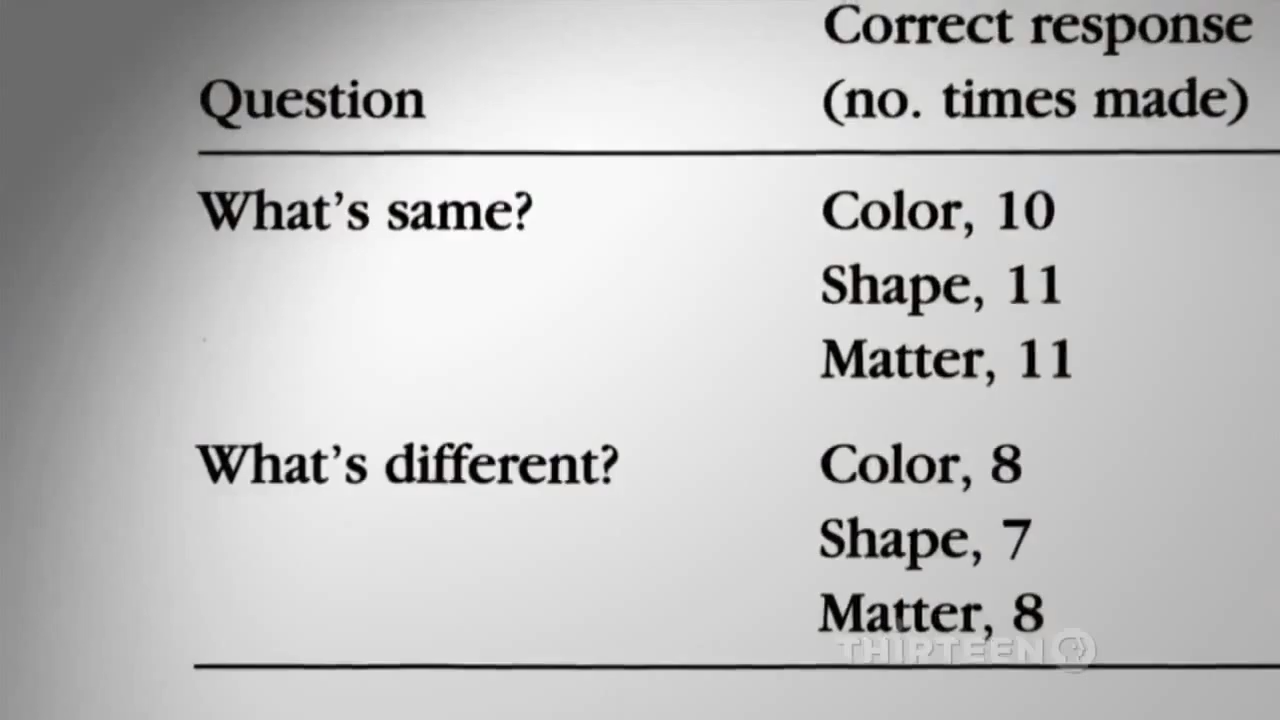 Correct response
Question (no. times made)
What's same? Color, 10
Shape, 11
Matter, 11
What's different? Color, 8
Shape, 7
Matter, 8
THIRTEEN